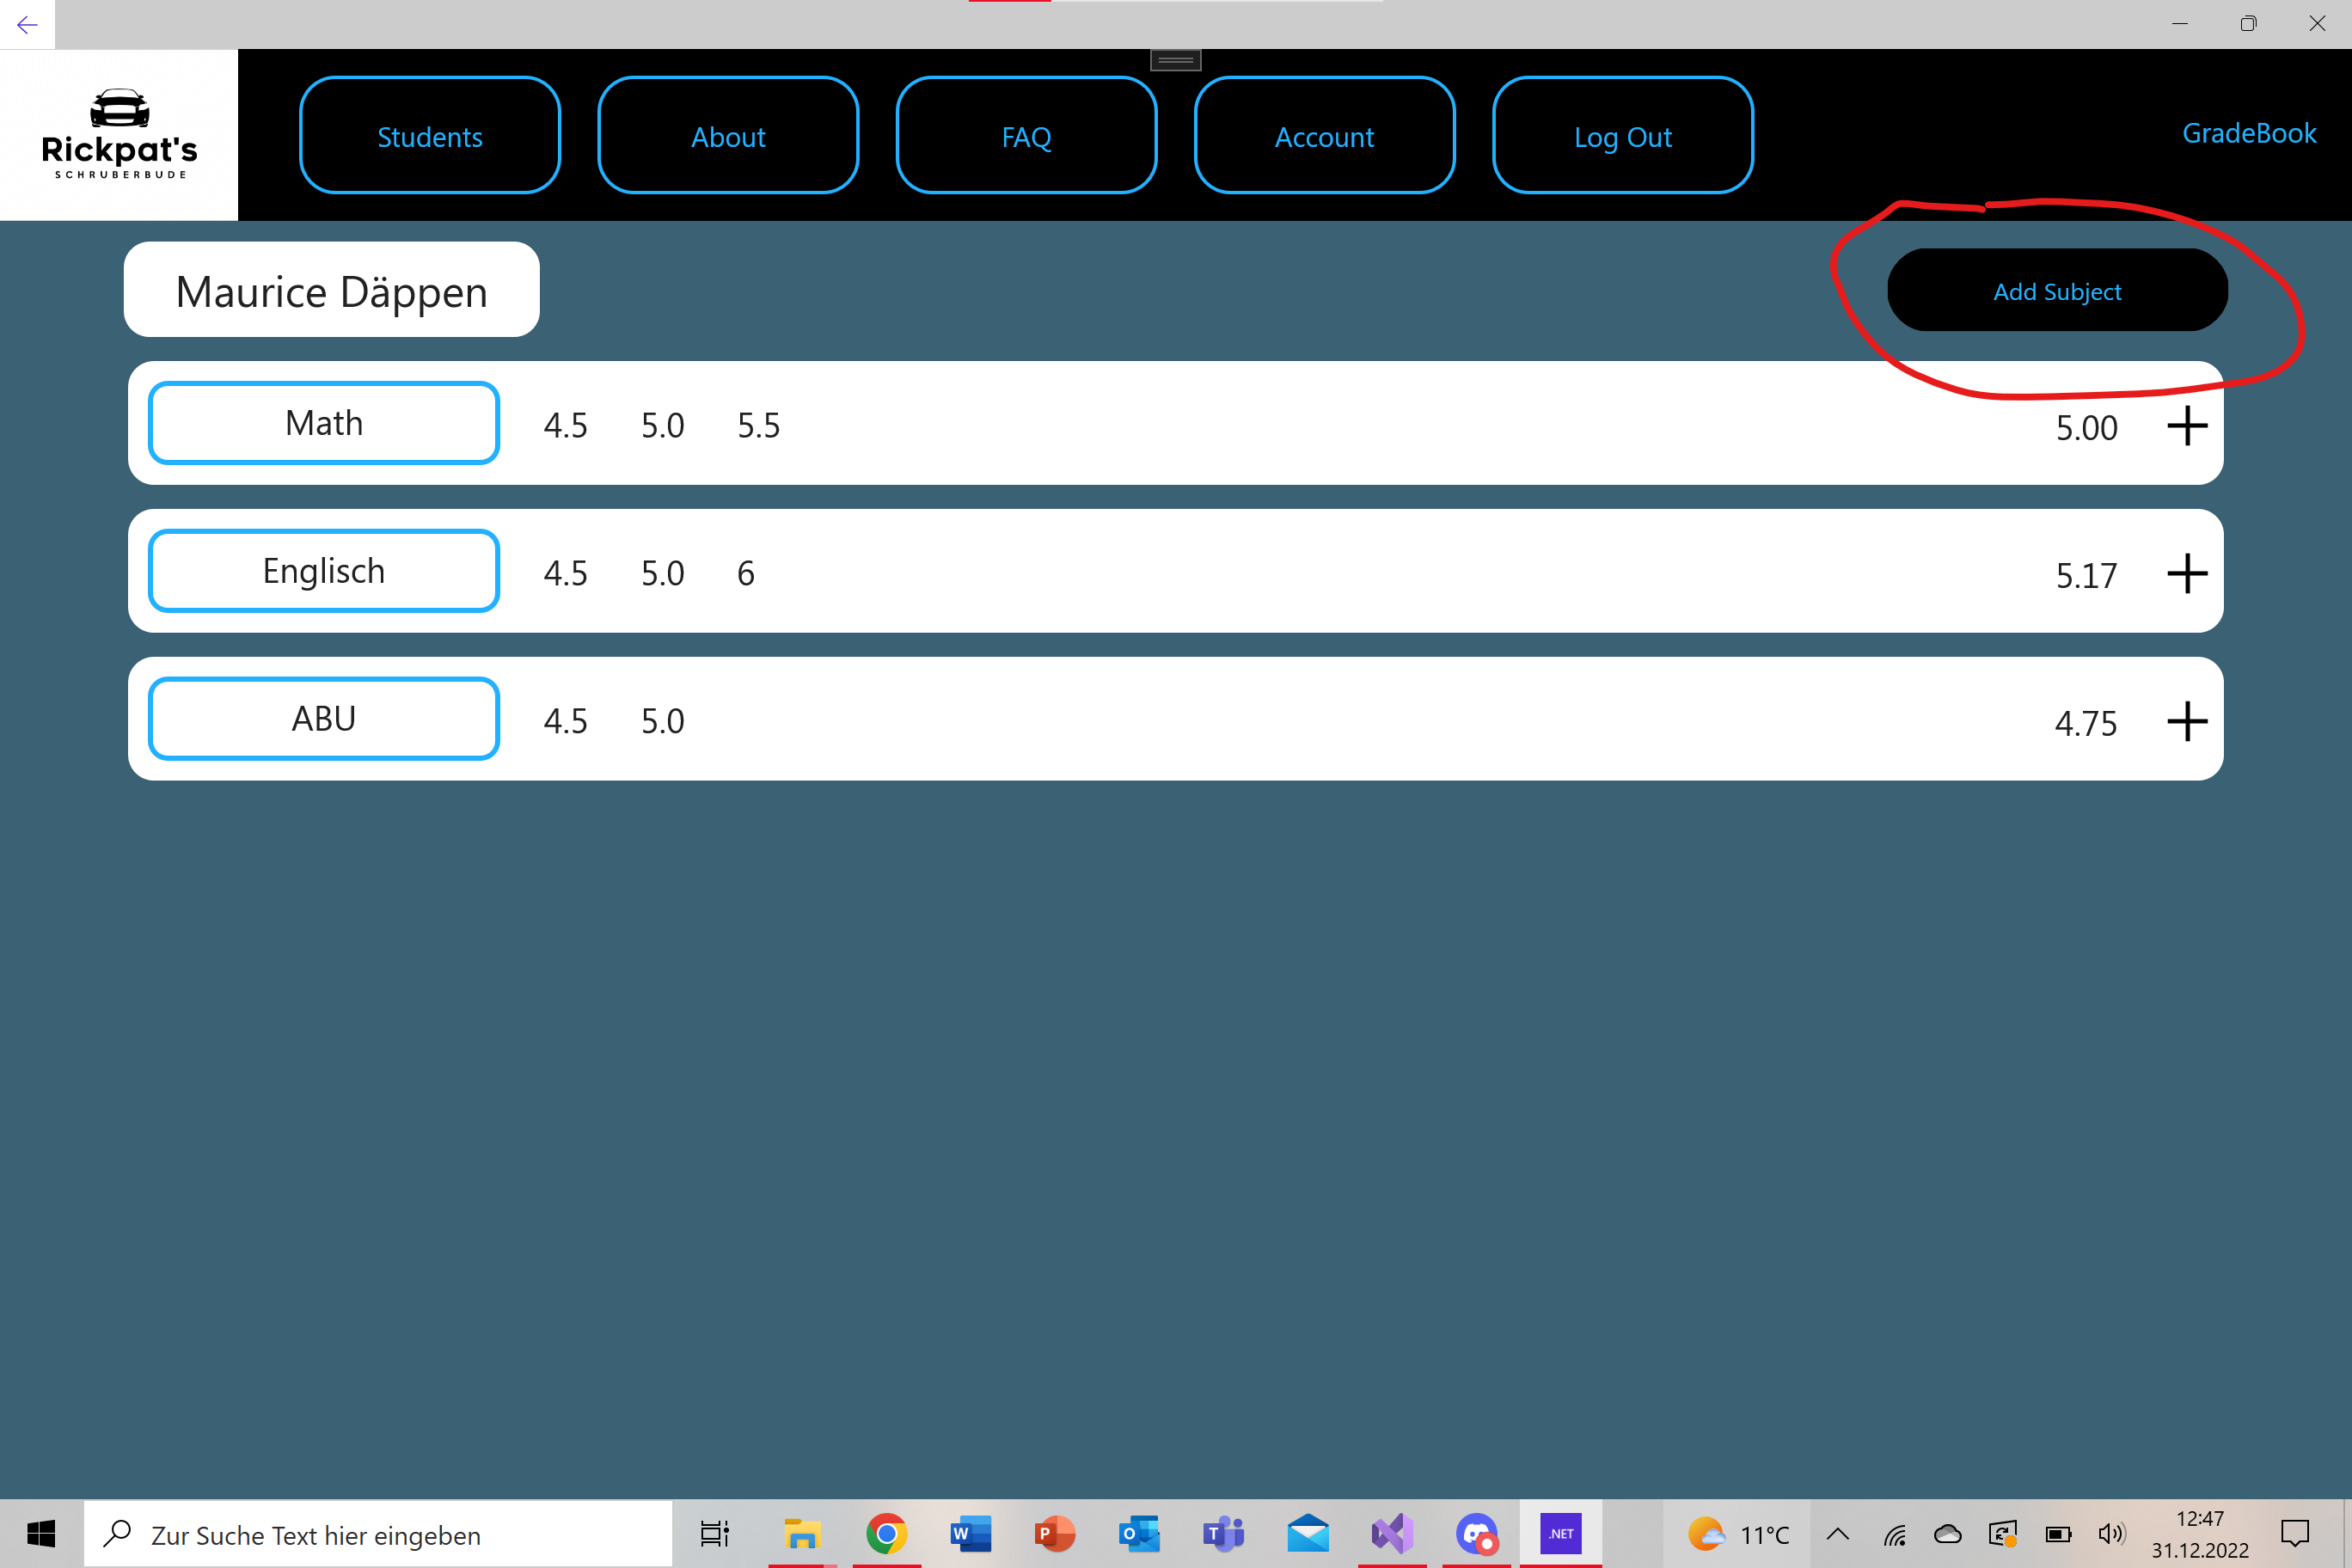 Rickpat's
SCHRUBERBUDE
Students
About
FAQ
Account
Log Out
GradeBook
Maurice Däppen
Add Subject
Math 4.5 5.0 5.5 5.00
Englisch 4.5 5.0 6 5.17
ABU 4.5 5.0 4.75
Zur Suche Text hier eingeben
W
P
O
T
.NET
11°C
12:47
31.12.2022